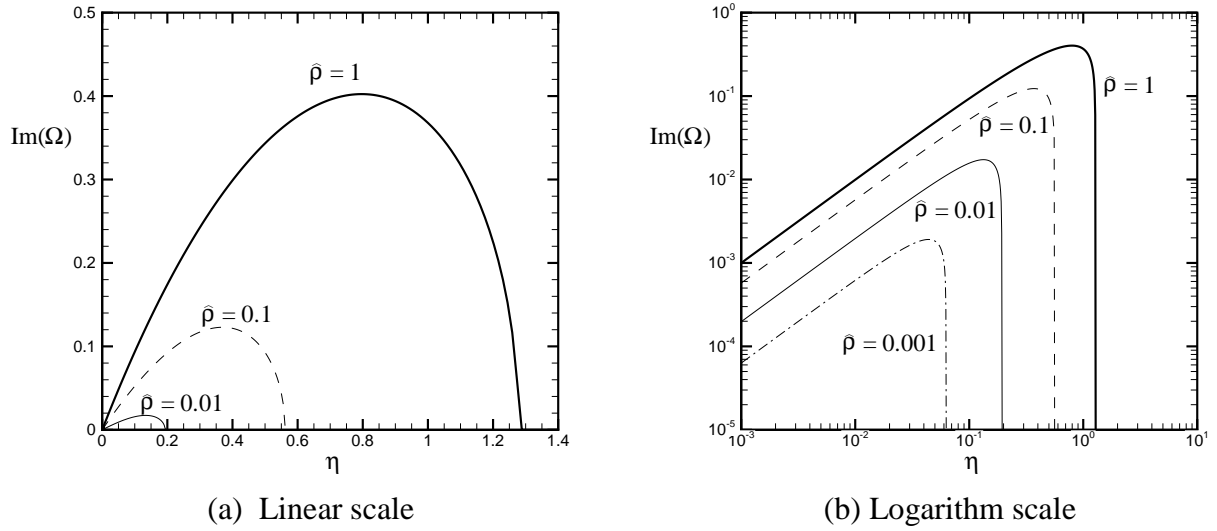 0.5
0.4
0.3
0.2
0.1
0
Im(Ω)
ρ̂ = 1
ρ̂ = 0.1
ρ̂ = 0.01
0 0.2 0.4 0.6 0.8 1 1.2 1.4
η
(a) Linear scale
10⁰
10⁻¹
10⁻²
10⁻³
10⁻⁴
10⁻⁵
Im(Ω)
ρ̂ = 1
ρ̂ = 0.1
ρ̂ = 0.01
ρ̂ = 0.001
10⁻³ 10⁻² 10⁻¹ 10⁰ 10¹
η
(b) Logarithm scale